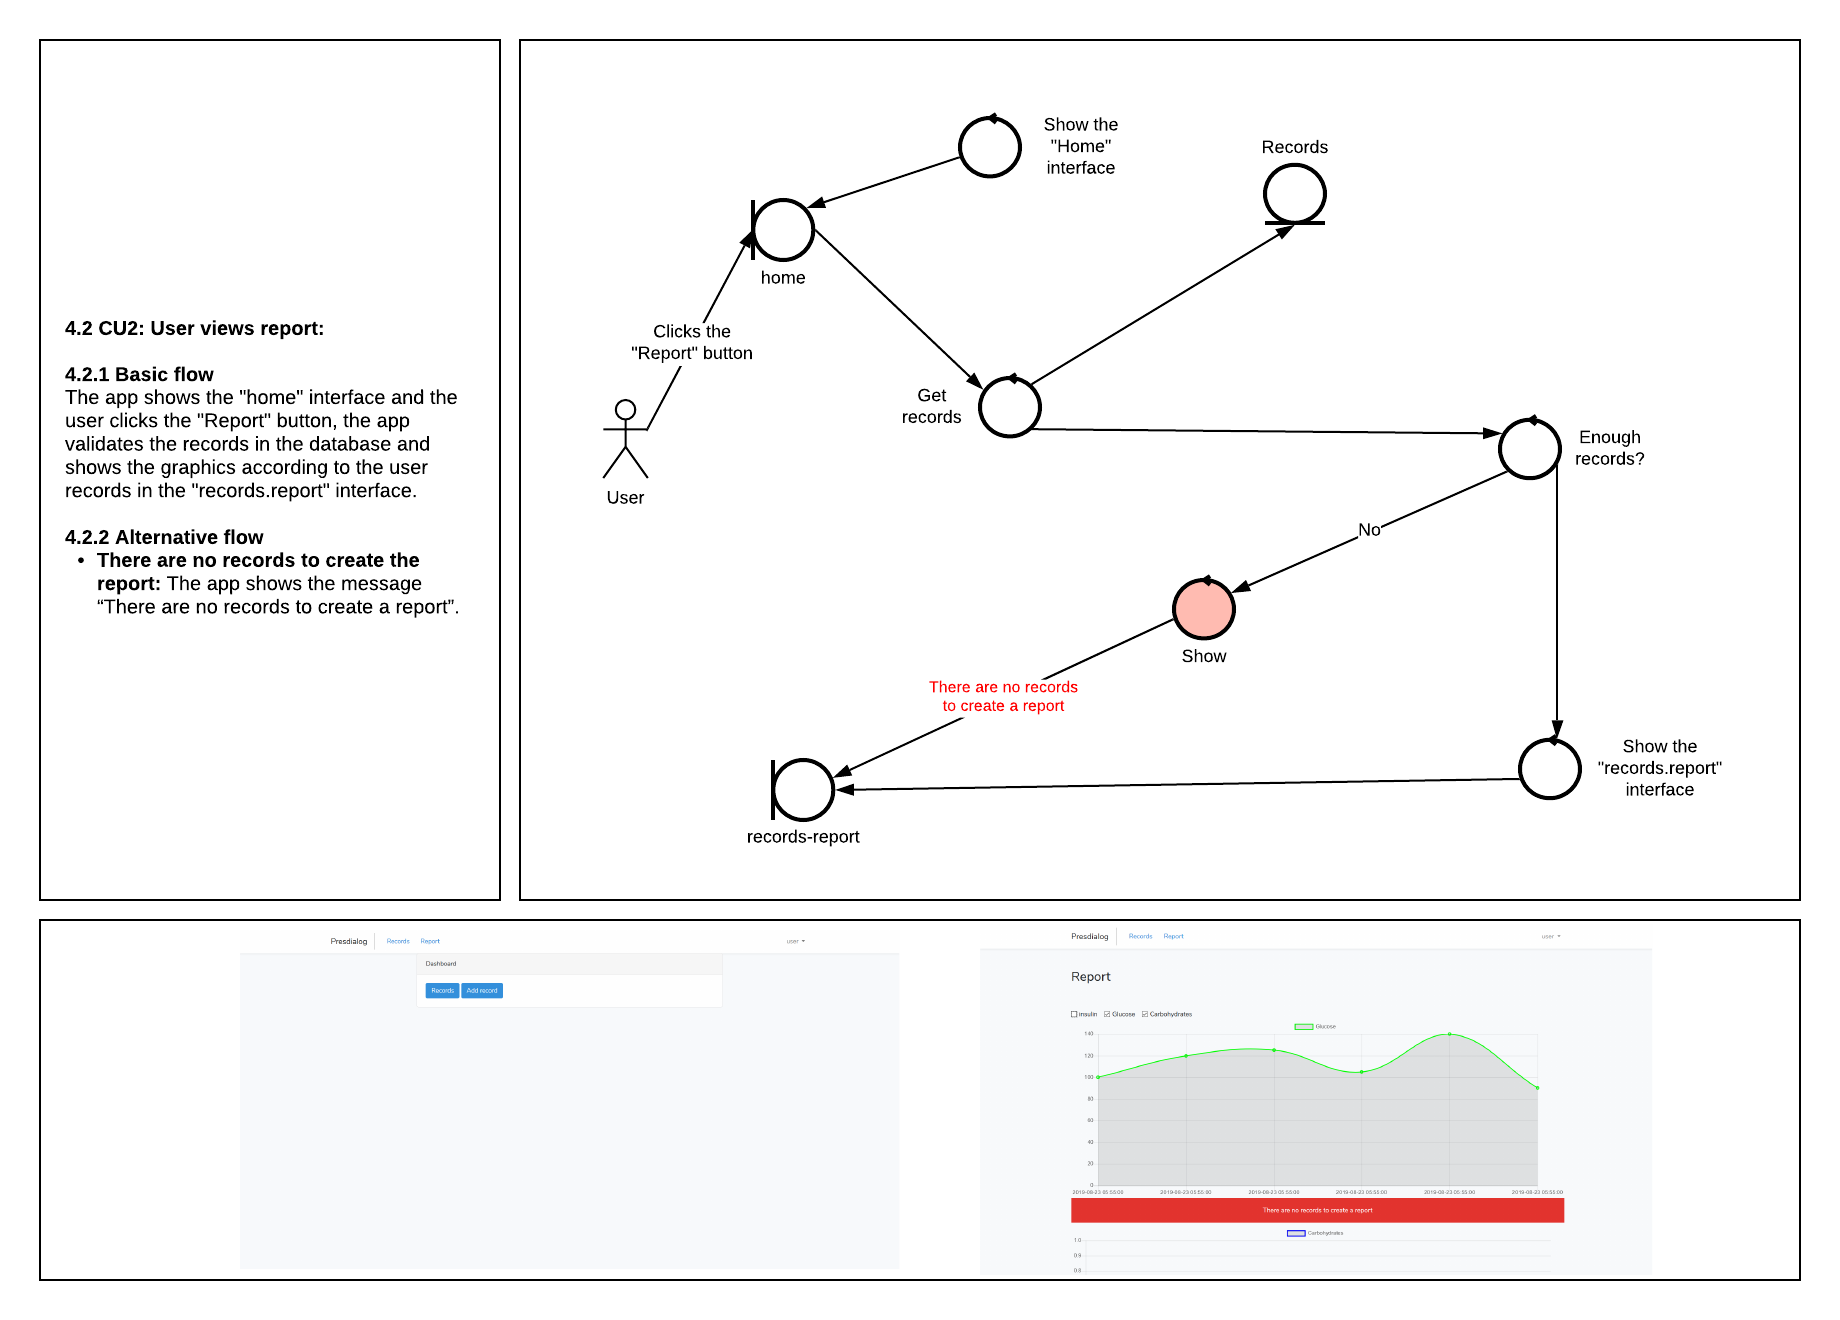 4.2 CU2: User views report:
4.2.1 Basic flow
The app shows the "home" interface and the
user clicks the "Report" button, the app
validates the records in the database and
shows the graphics according to the user
records in the "records.report" interface.
4.2.2 Alternative flow
• There are no records to create the
report: The app shows the message
“There are no records to create a report”.
Show the
"Home"
interface
Records
home
Clicks the
"Report" button
Get
records
User
Enough
records?
No
Show
There are no records
to create a report
Show the
"records.report"
interface
records-report
Presdialog Records Report user
Dashboard
Records Add record
Presdialog Records Report user
Report
insulin Glucose Carbohydrates
Glucose
140
120
100
80
60
40
20
0
2019-08-23 05:55:00 2019-08-23 05:55:00 2019-08-23 05:55:00 2019-08-23 05:55:00 2019-08-23 05:55:00 2019-08-23 05:55:00
There are no records to create a report
Carbohydrates
1.0
0.9
0.8